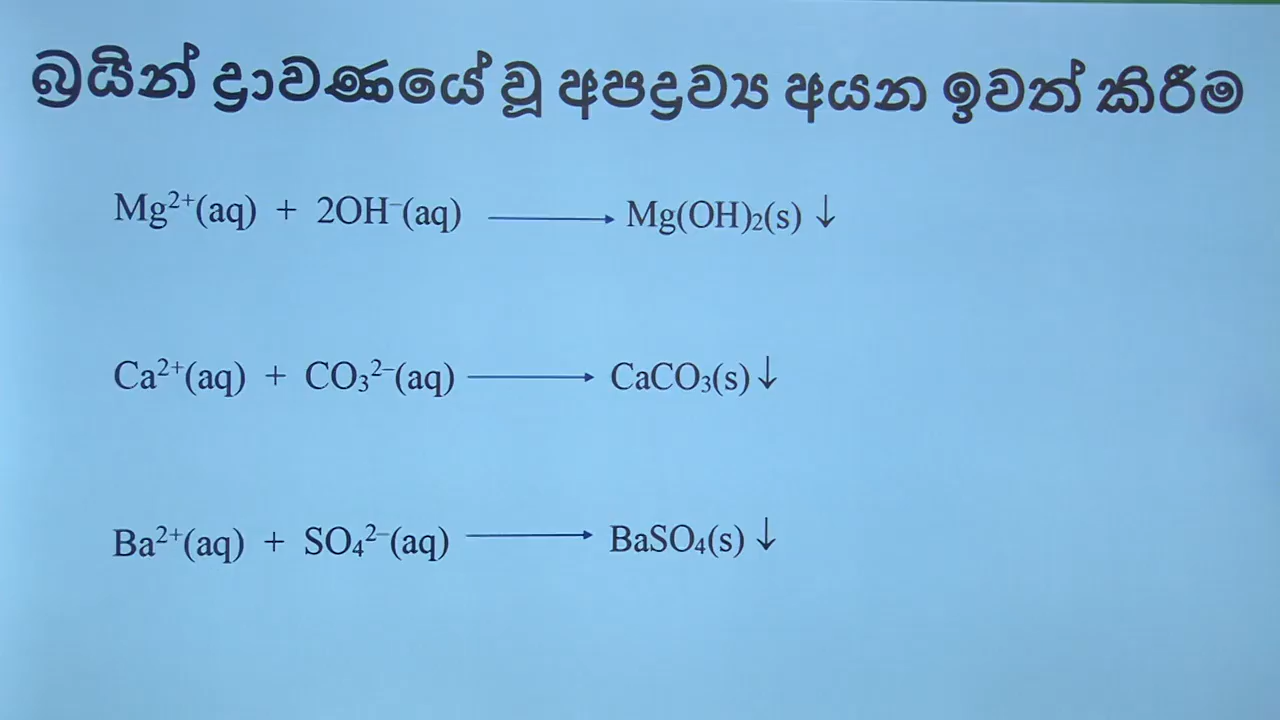 බ්‍රයින් ද්‍රාවණයේ වූ අපද්‍රව්‍ය අයන ඉවත් කිරීම
Mg²⁺(aq) + 2OH⁻(aq) ⟶ Mg(OH)₂(s) ↓
Ca²⁺(aq) + CO₃²⁻(aq) ⟶ CaCO₃(s) ↓
Ba²⁺(aq) + SO₄²⁻(aq) ⟶ BaSO₄(s) ↓